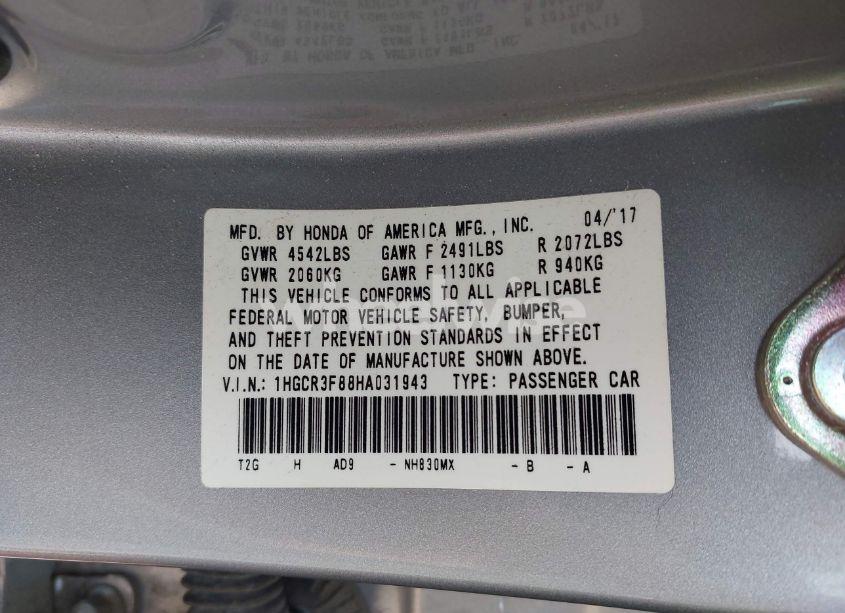 MFD. BY HONDA OF AMERICA MFG., INC. 04/'17
GVWR 4542LBS GAWR F 2491LBS R 2072LBS
GVWR 2060KG GAWR F 1130KG R 940KG
THIS VEHICLE CONFORMS TO ALL APPLICABLE
FEDERAL MOTOR VEHICLE SAFETY, BUMPER,
AND THEFT PREVENTION STANDARDS IN EFFECT
ON THE DATE OF MANUFACTURE SHOWN ABOVE.
V.I.N.: 1HGCR3F88HA031943 TYPE: PASSENGER CAR
T2G H AD9 - NH830MX - B - A